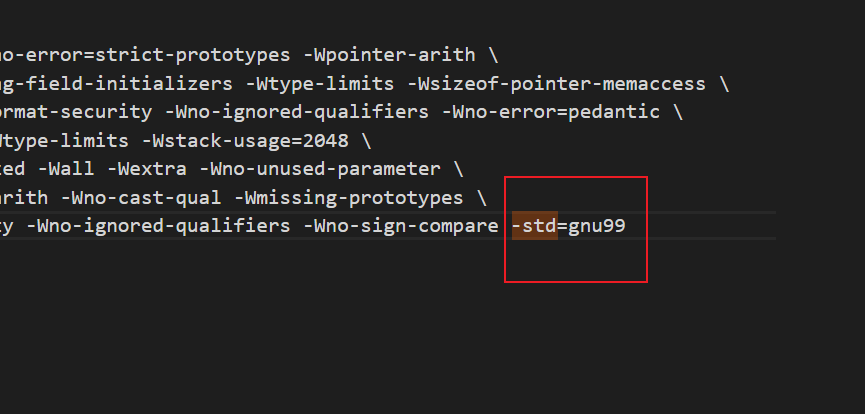 no-error=strict-prototypes -Wpointer-arith \
ng-field-initializers -Wtype-limits -Wsizeof-pointer-memaccess \
ormat-security -Wno-ignored-qualifiers -Wno-error=pedantic \
Wtype-limits -Wstack-usage=2048 \
ted -Wall -Wextra -Wno-unused-parameter \
arith -Wno-cast-qual -Wmissing-prototypes \
ty -Wno-ignored-qualifiers -Wno-sign-compare -std=gnu99